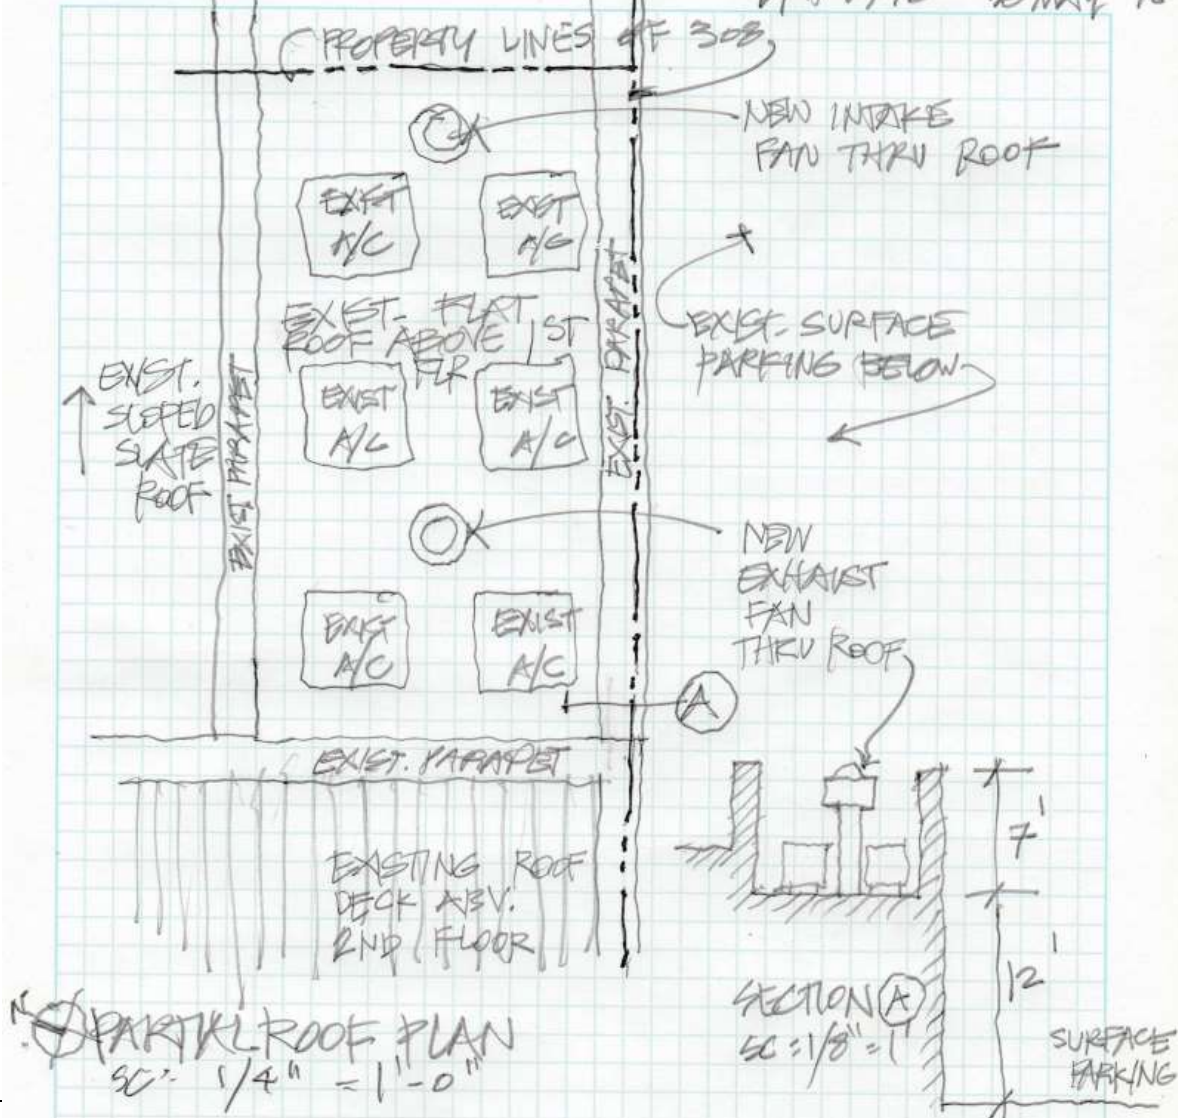 PROPERTY LINES OF 308
NEW INTAKE
FAN THRU ROOF
EXIST
A/C
EXIST
A/C
EXIST. FLAT
ROOF ABOVE 1ST
FLR
EXIST. SURFACE
PARKING BELOW
EXIST.
SLOPED
SLATE
ROOF
EXIST PARAPET
EXIST. PARAPET
EXIST
A/C
EXIST
A/C
NEW
EXHAUST
FAN
THRU ROOF
EXIST
A/C
EXIST
A/C
A
EXIST. PARAPET
EXISTING ROOF
DECK ABV.
2ND FLOOR
7'
12'
SECTION A
SC = 1/8" = 1'
SURFACE
PARKING
N
PARTIAL ROOF PLAN
SC = 1/4" = 1'-0"